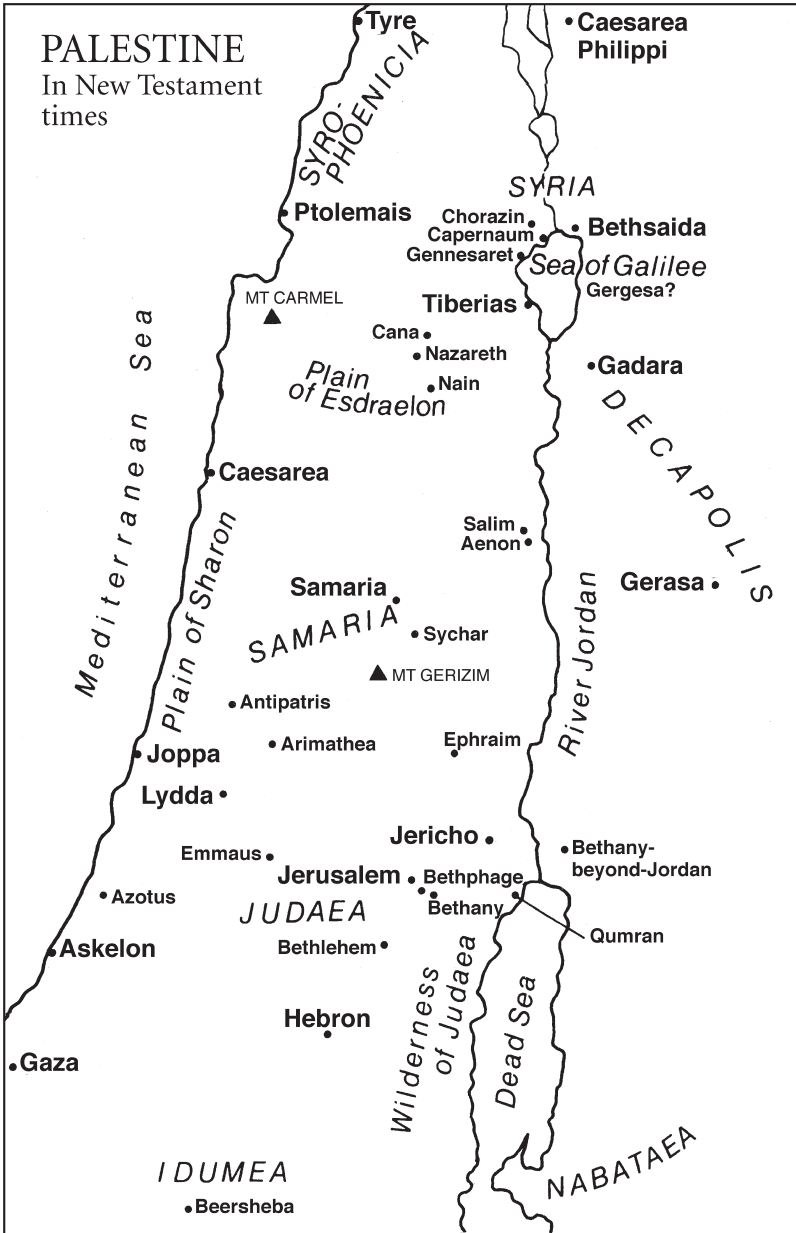 PALESTINE
In New Testament
times
Tyre
Caesarea
Philippi
SYRO-
PHOENICIA
SYRIA
Ptolemais
Chorazin
Bethsaida
Capernaum
Gennesaret
Sea of Galilee
Gergesa?
MT CARMEL
Tiberias
Cana
Nazareth
Gadara
Plain
of Esdraelon
Nain
DECAPOLIS
Mediterranean Sea
Caesarea
Salim
Aenon
Plain of Sharon
Samaria
Gerasa
SAMARIA
Sychar
River Jordan
MT GERIZIM
Antipatris
Arimathea
Ephraim
Joppa
Lydda
Jericho
Bethany-
beyond-Jordan
Emmaus
Jerusalem
Bethphage
Azotus
JUDAEA
Bethany
Qumran
Askelon
Bethlehem
Wilderness
of Judaea
Dead Sea
Hebron
Gaza
NABATAEA
IDUMEA
Beersheba